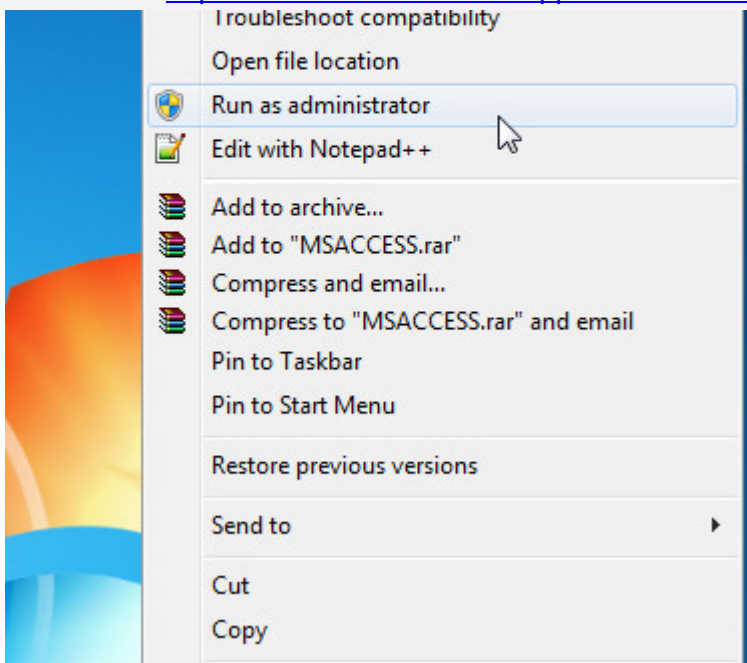 Troubleshoot compatibility
Open file location
Run as administrator
Edit with Notepad++
Add to archive...
Add to "MSACCESS.rar"
Compress and email...
Compress to "MSACCESS.rar" and email
Pin to Taskbar
Pin to Start Menu
Restore previous versions
Send to
Cut
Copy